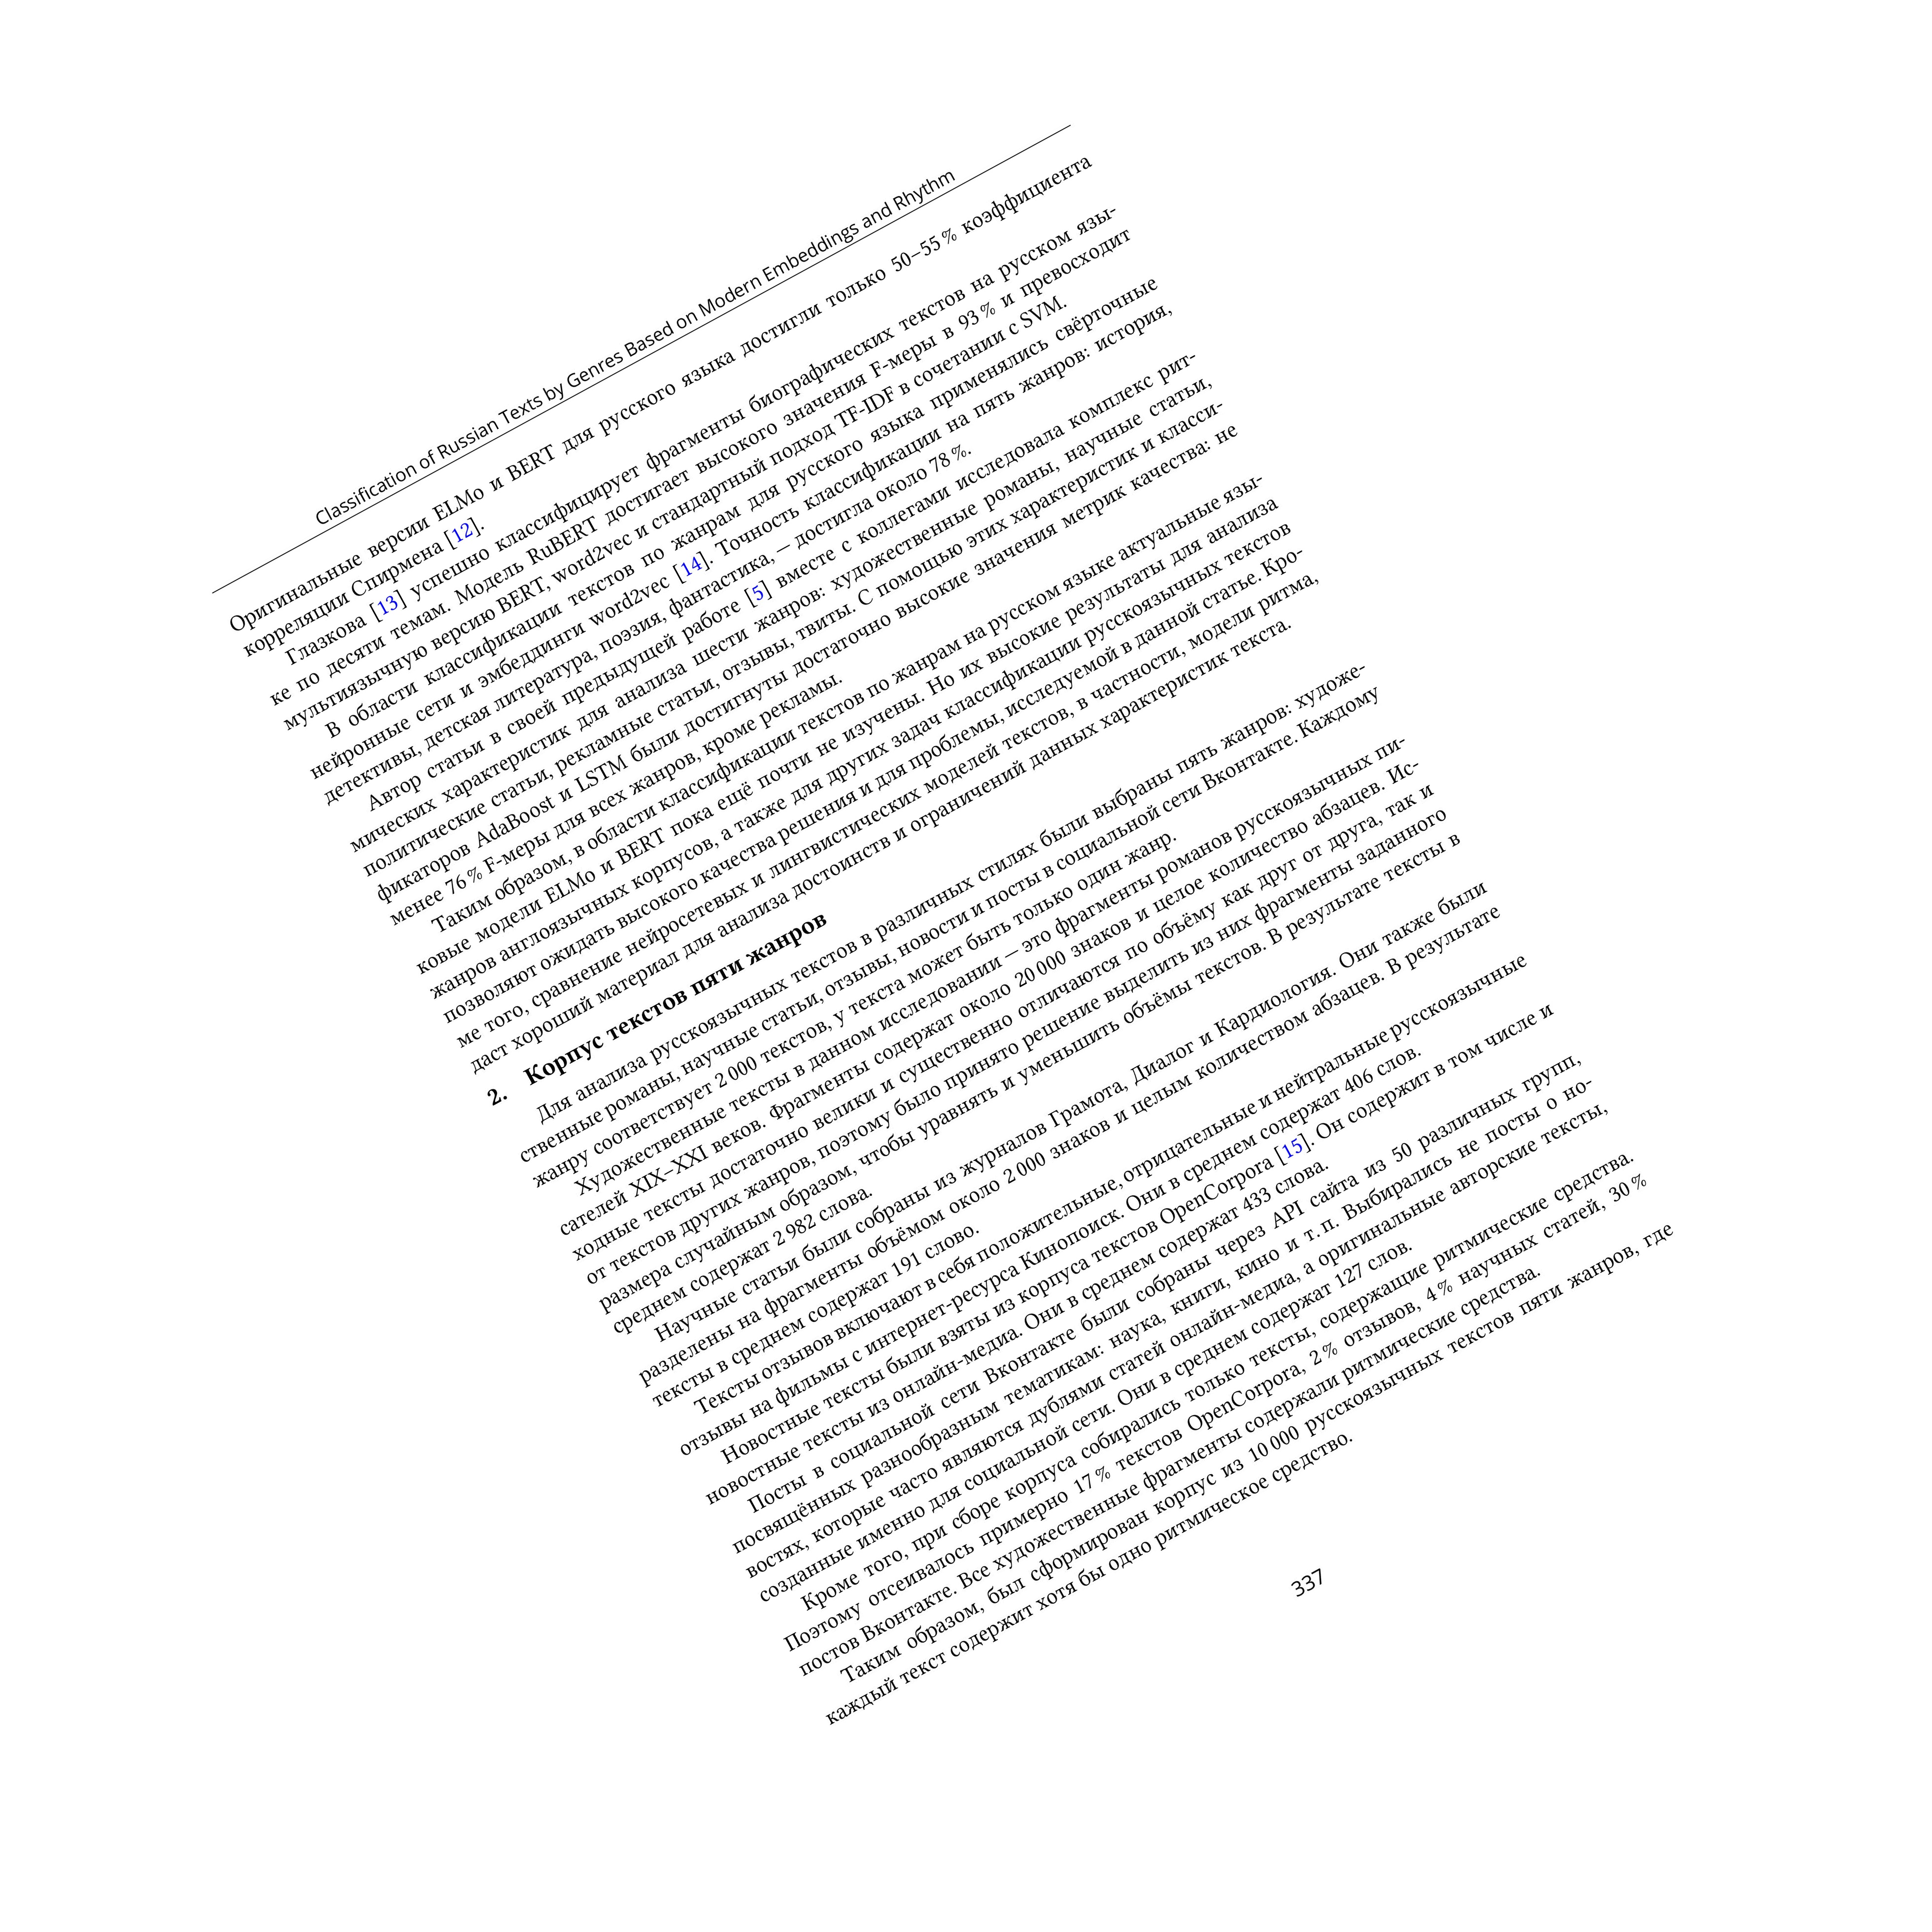 Classification of Russian Texts by Genres Based on Modern Embeddings and Rhythm
Оригинальные версии ELMo и BERT для русского языка достигли только 50–55 % коэффициента
корреляции Спирмена [12].
Глазкова [13] успешно классифицирует фрагменты биографических текстов на русском язы-
ке по десяти темам. Модель RuBERT достигает высокого значения F-меры в 93 % и превосходит
мультиязычную версию BERT, word2vec и стандартный подход TF-IDF в сочетании с SVM.
В области классификации текстов по жанрам для русского языка применялись свёрточные
нейронные сети и эмбеддинги word2vec [14]. Точность классификации на пять жанров: история,
детективы, детская литература, поэзия, фантастика, — достигла около 78 %.
Автор статьи в своей предыдущей работе [5] вместе с коллегами исследовала комплекс рит-
мических характеристик для анализа шести жанров: художественные романы, научные статьи,
политические статьи, рекламные статьи, отзывы, твиты. С помощью этих характеристик и класси-
фикаторов AdaBoost и LSTM были достигнуты достаточно высокие значения метрик качества: не
менее 76 % F-меры для всех жанров, кроме рекламы.
Таким образом, в области классификации текстов по жанрам на русском языке актуальные язы-
ковые модели ELMo и BERT пока ещё почти не изучены. Но их высокие результаты для анализа
жанров англоязычных корпусов, а также для других задач классификации русскоязычных текстов
позволяют ожидать высокого качества решения и для проблемы, исследуемой в данной статье. Кро-
ме того, сравнение нейросетевых и лингвистических моделей текстов, в частности, модели ритма,
даст хороший материал для анализа достоинств и ограничений данных характеристик текста.
2. Корпус текстов пяти жанров
Для анализа русскоязычных текстов в различных стилях были выбраны пять жанров: художе-
ственные романы, научные статьи, отзывы, новости и посты в социальной сети Вконтакте. Каждому
жанру соответствует 2 000 текстов, у текста может быть только один жанр.
Художественные тексты в данном исследовании — это фрагменты романов русскоязычных пи-
сателей XIX–XXI веков. Фрагменты содержат около 20 000 знаков и целое количество абзацев. Ис-
ходные тексты достаточно велики и существенно отличаются по объёму как друг от друга, так и
от текстов других жанров, поэтому было принято решение выделить из них фрагменты заданного
размера случайным образом, чтобы уравнять и уменьшить объёмы текстов. В результате тексты в
среднем содержат 2 982 слова.
Научные статьи были собраны из журналов Грамота, Диалог и Кардиология. Они также были
разделены на фрагменты объёмом около 2 000 знаков и целым количеством абзацев. В результате
тексты в среднем содержат 191 слово.
Тексты отзывов включают в себя положительные, отрицательные и нейтральные русскоязычные
отзывы на фильмы с интернет-ресурса Кинопоиск. Они в среднем содержат 406 слов.
Новостные тексты были взяты из корпуса текстов OpenCorpora [15]. Он содержит в том числе и
новостные тексты из онлайн-медиа. Они в среднем содержат 433 слова.
Посты в социальной сети Вконтакте были собраны через API сайта из 50 различных групп,
посвящённых разнообразным тематикам: наука, книги, кино и т. п. Выбирались не посты о но-
востях, которые часто являются дублями статей онлайн-медиа, а оригинальные авторские тексты,
созданные именно для социальной сети. Они в среднем содержат 127 слов.
Кроме того, при сборе корпуса собирались только тексты, содержащие ритмические средства.
Поэтому отсеивалось примерно 17 % текстов OpenCorpora, 2 % отзывов, 4 % научных статей, 30 %
постов Вконтакте. Все художественные фрагменты содержали ритмические средства.
Таким образом, был сформирован корпус из 10 000 русскоязычных текстов пяти жанров, где
каждый текст содержит хотя бы одно ритмическое средство.
337